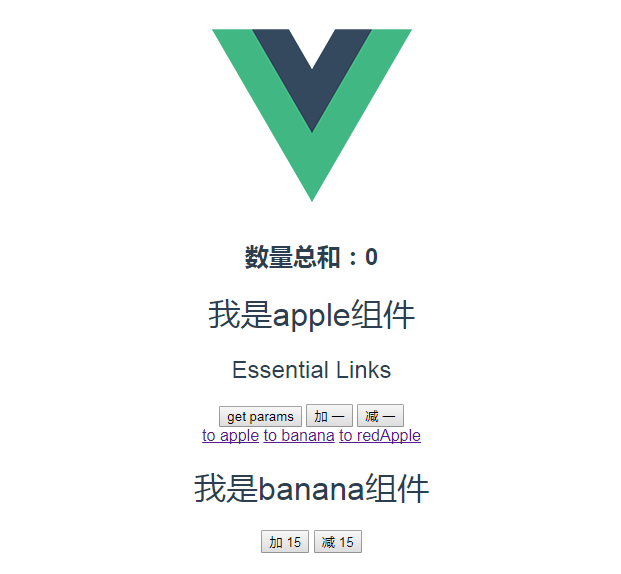 数量总和：0
我是apple组件
Essential Links
get params 加 一 减 一
to apple to banana to redApple
我是banana组件
加 15 减 15